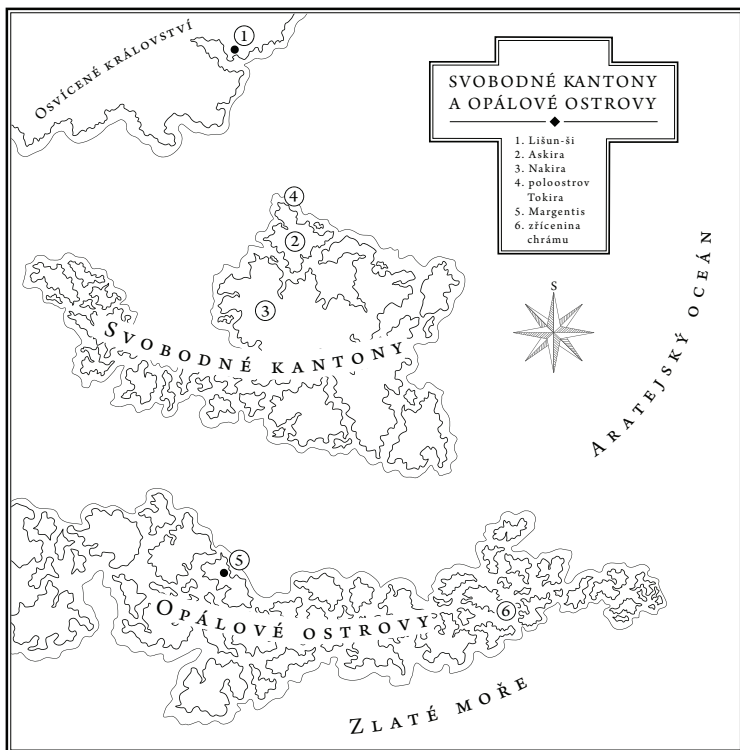 OSVÍCENÉ KRÁLOVSTVÍ
1
SVOBODNÉ KANTONY
A OPÁLOVÉ OSTROVY
1. Lišun-ši
2. Askira
3. Nakira
4. poloostrov
Tokira
5. Margentis
6. zřícenina
chrámu
4
2
3
S
SVOBODNÉ KANTONY
ARATEJSKÝ OCEÁN
5
OPÁLOVÉ OSTROVY
6
ZLATÉ MOŘE